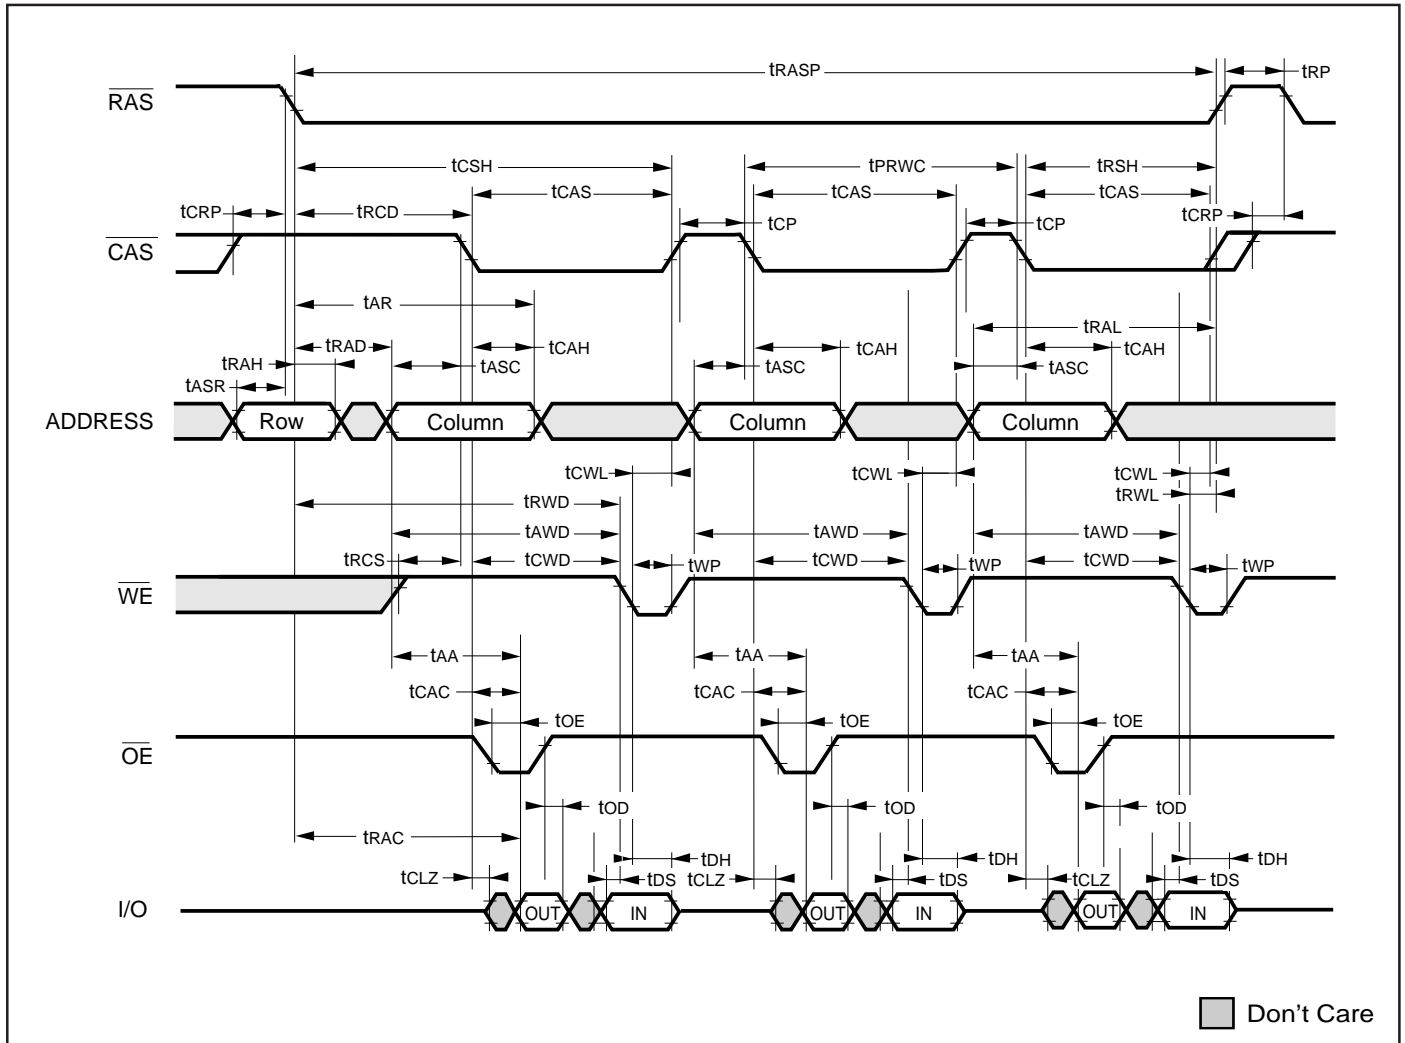 tRASP tRP
RAS
tCSH tPRWC tRSH
tCAS tCAS tCAS
tCRP tRCD tCP tCP tCRP
CAS
tAR
tRAL
tRAD tCAH tCAH tCAH
tRAH tASC tASC tASC
tASR
ADDRESS Row Column Column Column
tCWL tCWL tCWL
tRWL
tRWD
tAWD tAWD tAWD
tRCS tCWD tWP tCWD tWP tCWD tWP
WE
tAA tAA tAA
tCAC tCAC tCAC
tOE tOE tOE
OE
tOD tOD tOD
tRAC
tDH tDH tDH
tCLZ tDS tCLZ tDS tCLZ tDS
I/O OUT IN OUT IN OUT IN
Don't Care